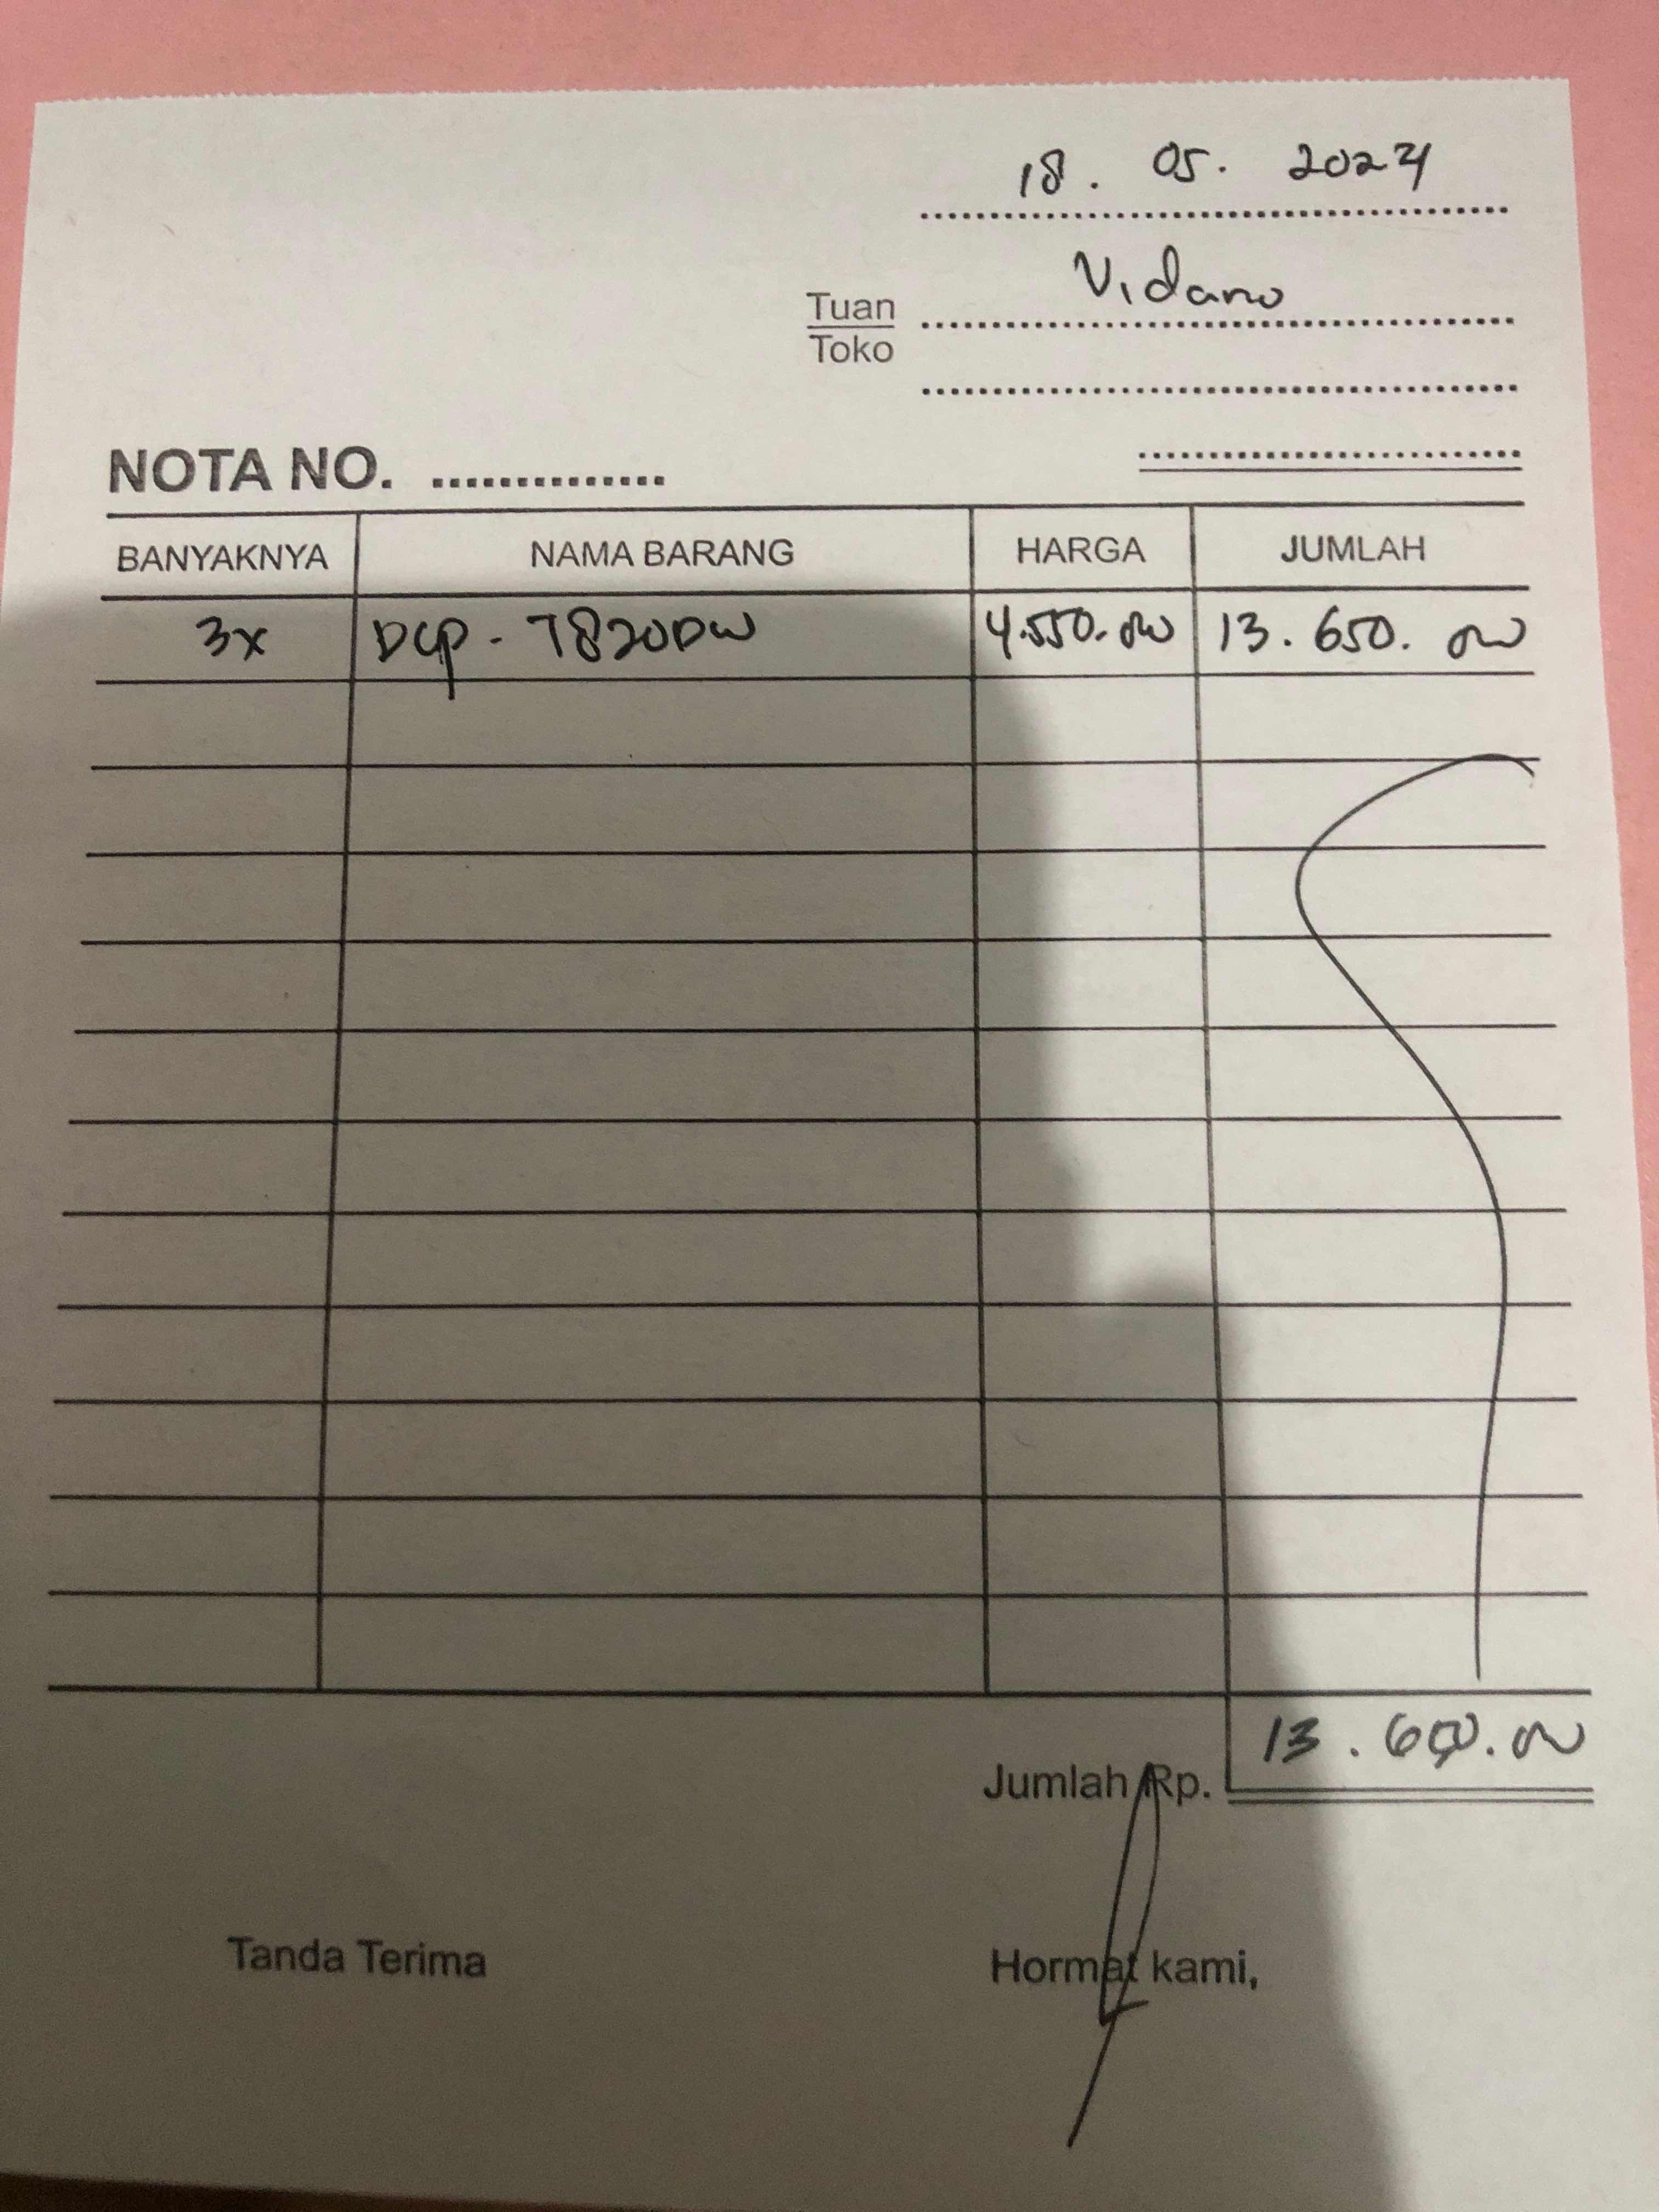 18. 05. 2024
Vidano
Tuan
Toko
NOTA NO. ..............
BANYAKNYA NAMA BARANG HARGA JUMLAH
3x DCP - 7820DW 4.550.000 13.650.000
Jumlah Rp. 13.650.000
Tanda Terima Hormat kami,